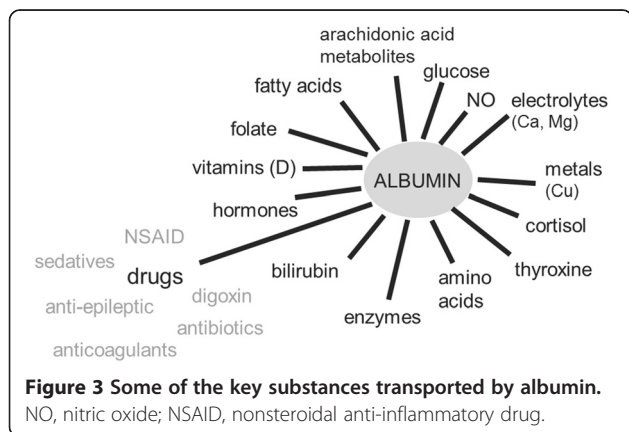 arachidonic acid
metabolites
glucose
fatty acids
NO
electrolytes
(Ca, Mg)
folate
vitamins (D)
ALBUMIN
metals
(Cu)
hormones
cortisol
NSAID
sedatives
drugs
bilirubin
amino
acids
thyroxine
digoxin
anti-epileptic
enzymes
antibiotics
anticoagulants
Figure 3 Some of the key substances transported by albumin.
NO, nitric oxide; NSAID, nonsteroidal anti-inflammatory drug.